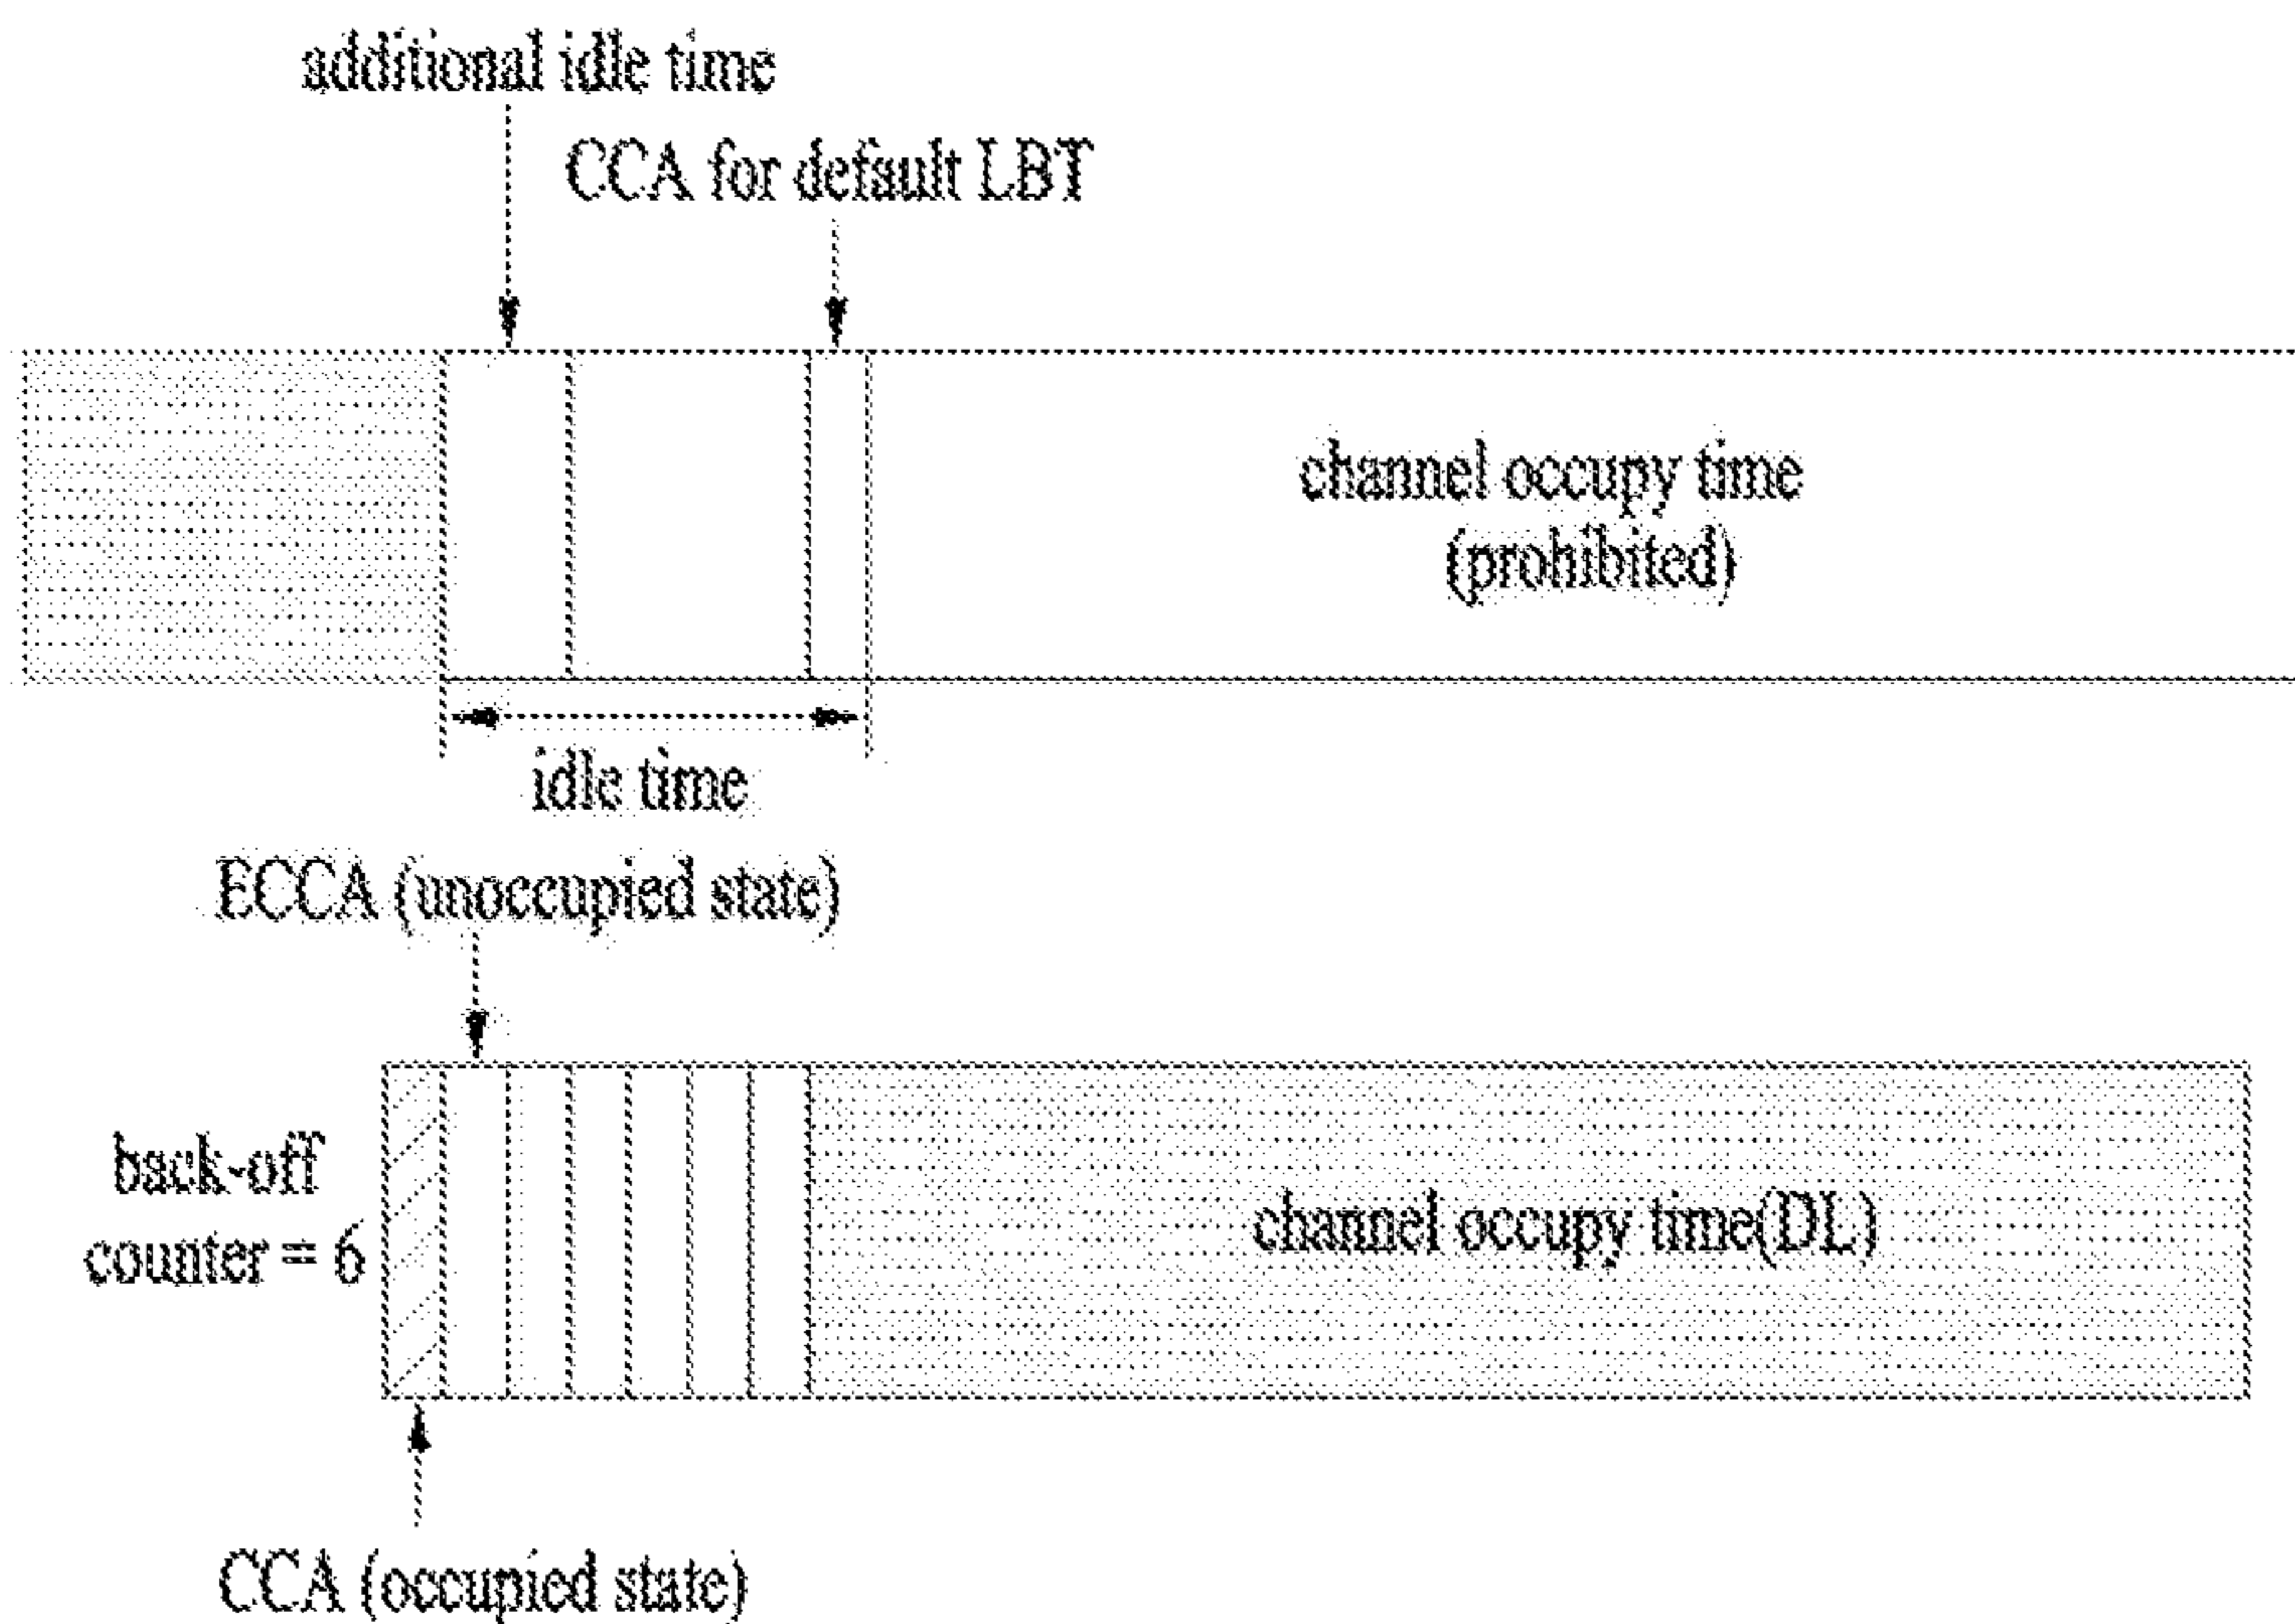 additional idle time
CCA for default LBT
channel occupy time
(prohibited)
idle time
ECCA (unoccupied state)
back-off
counter = 6
channel occupy time(DL)
CCA (occupied state)